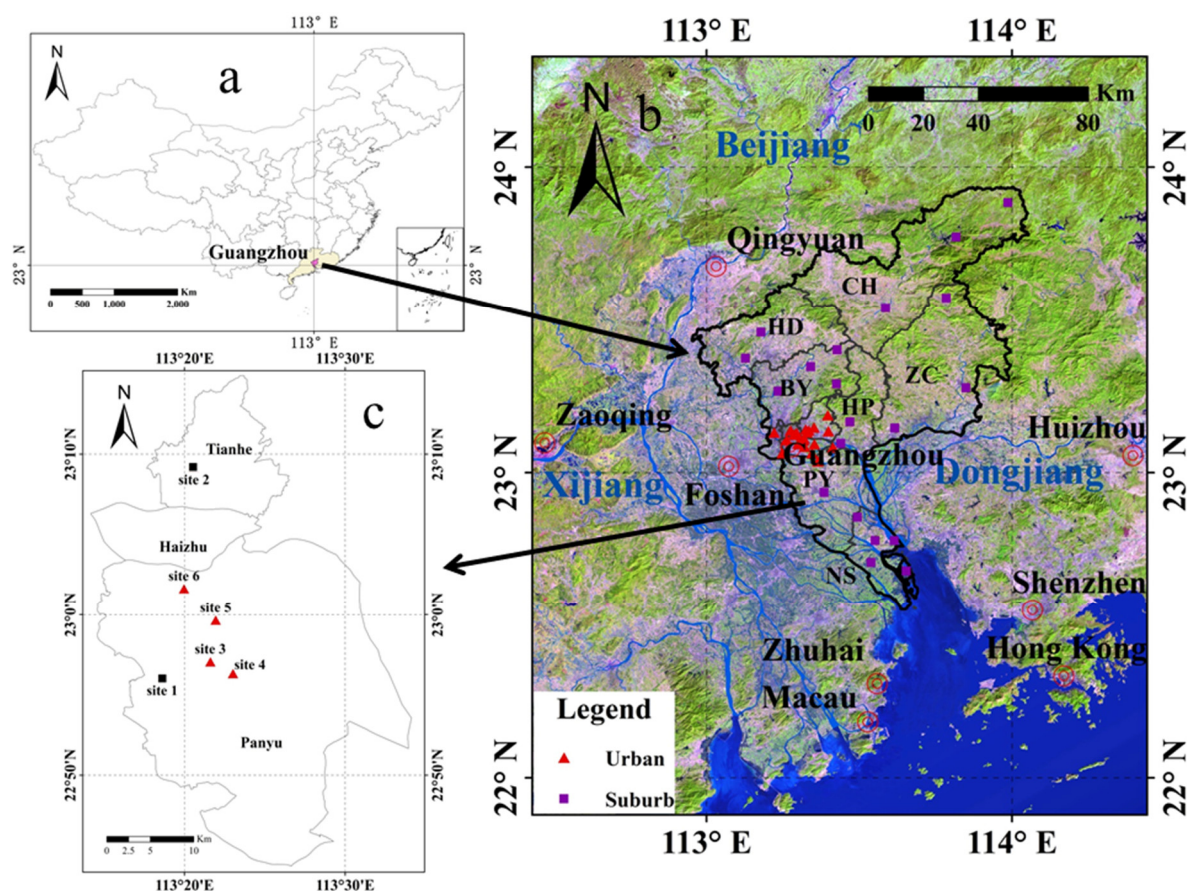 113° E
N
a
Guangzhou
23° N
23° N
0 500 1,000 2,000
Km
113° E
113°20'E 113°30'E
N
c
Tianhe
site 2
23°10'N
23°10'N
Haizhu
site 6
site 5
23°0'N
23°0'N
site 3
site 4
site 1
Panyu
22°50'N
22°50'N
Km
0 2.5 5 10
113°20'E 113°30'E
113° E 114° E
N
b
Km
0 20 40 80
Beijiang
24° N
24° N
Qingyuan
CH
HD
BY
ZC
HP
Zaoqing
Huizhou
Guangzhou
23° N
23° N
PY
Xijiang
Foshan
Dongjiang
NS
Shenzhen
Zhuhai
Hong Kong
Macau
Legend
Urban
Suburb
22° N
22° N
113° E 114° E